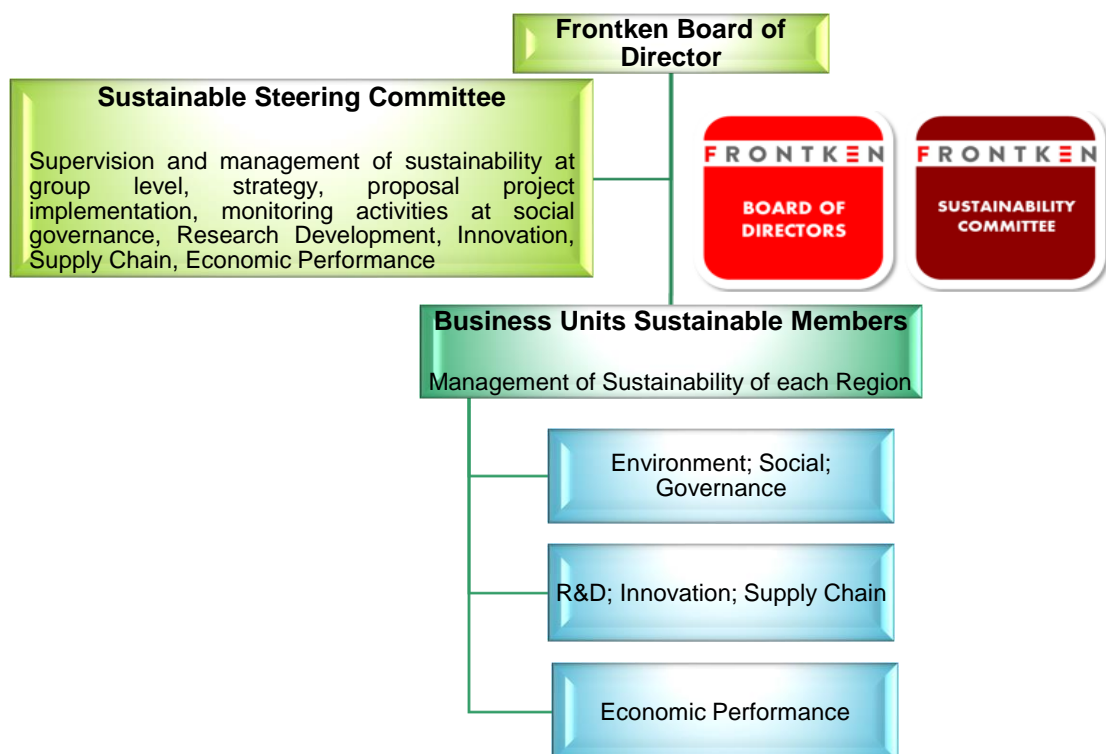 Frontken Board of
Director
Sustainable Steering Committee
Supervision and management of sustainability at
group level, strategy, proposal project
implementation, monitoring activities at social
governance, Research Development, Innovation,
Supply Chain, Economic Performance
FRONTKEN
BOARD OF
DIRECTORS
FRONTKEN
SUSTAINABILITY
COMMITTEE
Business Units Sustainable Members
Management of Sustainability of each Region
Environment; Social;
Governance
R&D; Innovation; Supply Chain
Economic Performance